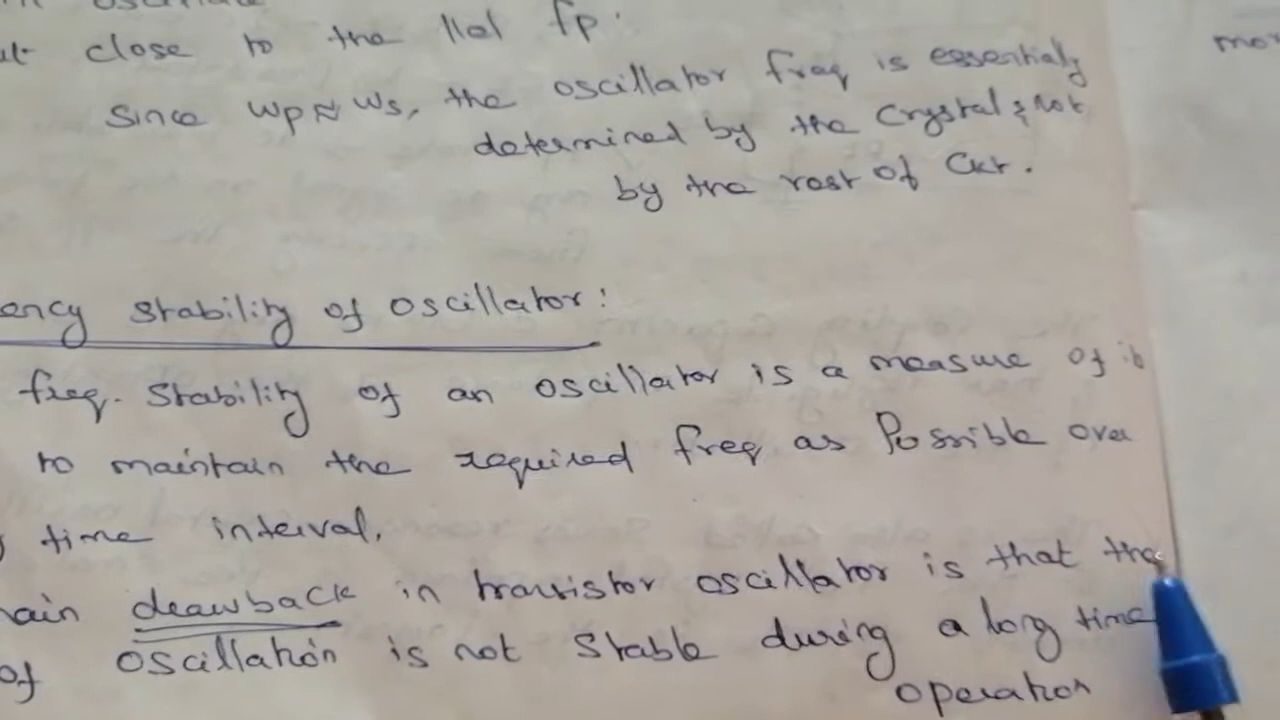 close to the llel fp.
mor
Since wp≈ws, the oscillator freq is essentially
determined by the Crystal & not
by the rest of Ckt.
ency stability of oscillator:
freq. stability of an oscillator is a measure of it
to maintain the required freq as Possible over
time interval.
ain drawback in transistor oscillator is that the
of oscillation is not stable during a long time
operation